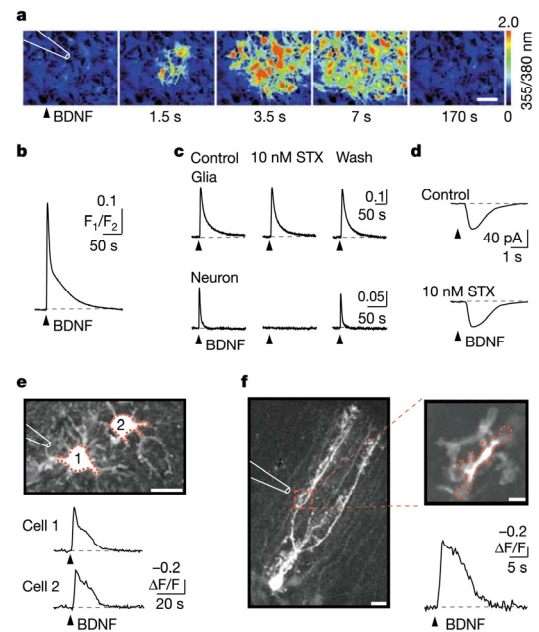 a
2.0
355/380 nm
0
BDNF 1.5 s 3.5 s 7 s 170 s
b
0.1
F1/F2
50 s
BDNF
c
Control 10 nM STX Wash
Glia
0.1
50 s
Neuron
0.05
50 s
BDNF
d
Control
40 pA
1 s
10 nM STX
BDNF
e
1
2
Cell 1
Cell 2
–0.2
ΔF/F
20 s
BDNF
f
–0.2
ΔF/F
5 s
BDNF